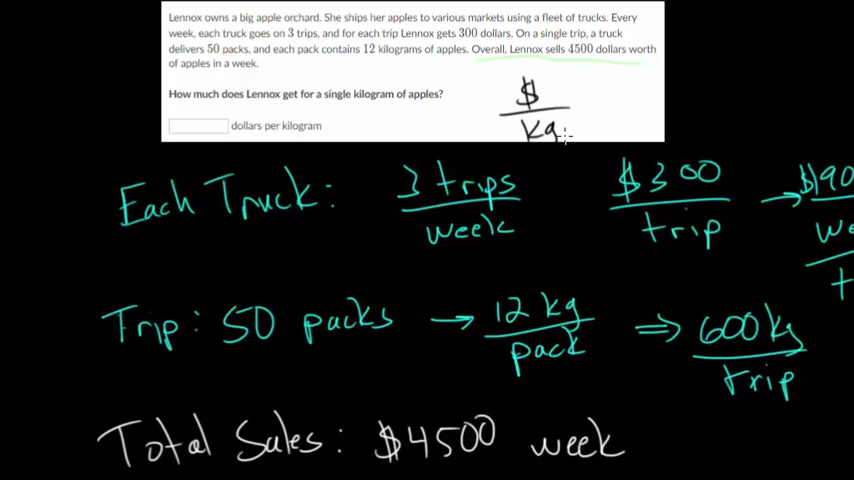 Lennox owns a big apple orchard. She ships her apples to various markets using a fleet of trucks. Every
week, each truck goes on 3 trips, and for each trip Lennox gets 300 dollars. On a single trip, a truck
delivers 50 packs, and each pack contains 12 kilograms of apples. Overall, Lennox sells 4500 dollars worth
of apples in a week.
How much does Lennox get for a single kilogram of apples?
$
kg
dollars per kilogram
Each Truck: 3 trips $300 → $90
week trip
Trip: 50 packs → 12 kg ⇒ 600 kg
pack trip
Total Sales: $4500 week